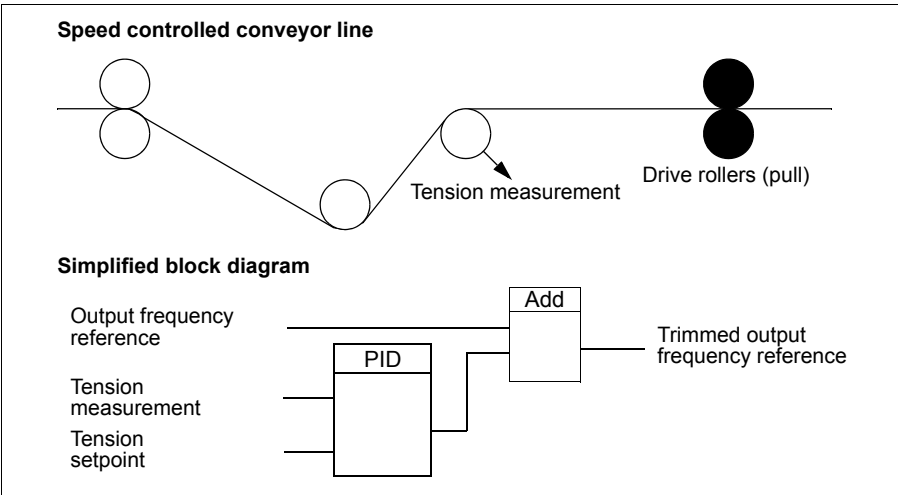 Speed controlled conveyor line
Tension measurement
Drive rollers (pull)
Simplified block diagram
Output frequency
reference
Add
Trimmed output
frequency reference
PID
Tension
measurement
Tension
setpoint